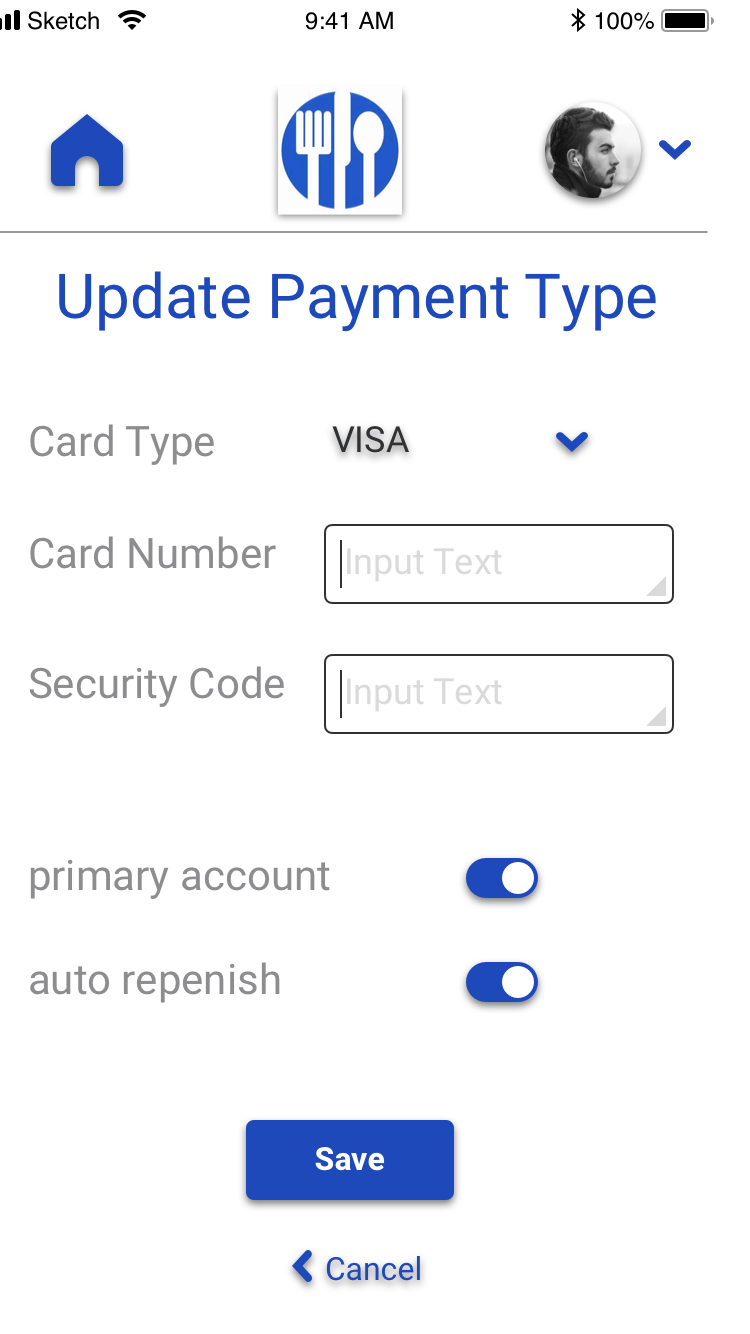 Sketch 9:41 AM 100%
Update Payment Type
Card Type VISA
Card Number Input Text
Security Code Input Text
primary account
auto repenish
Save
Cancel